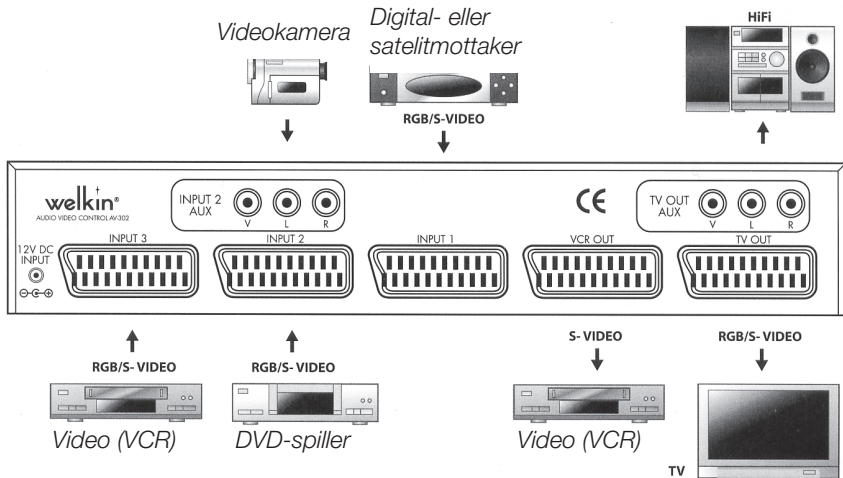 Videokamera
Digital- eller
satelitmottaker
HiFi
RGB/S-VIDEO
welkin®
AUDIO VIDEO CONTROL AV-302
INPUT 2
AUX
V L R
CE
TV OUT
AUX
V L R
12V DC
INPUT
INPUT 3
INPUT 2
INPUT 1
VCR OUT
TV OUT
RGB/S- VIDEO
RGB/S- VIDEO
S- VIDEO
RGB/S- VIDEO
Video (VCR)
DVD-spiller
Video (VCR)
TV